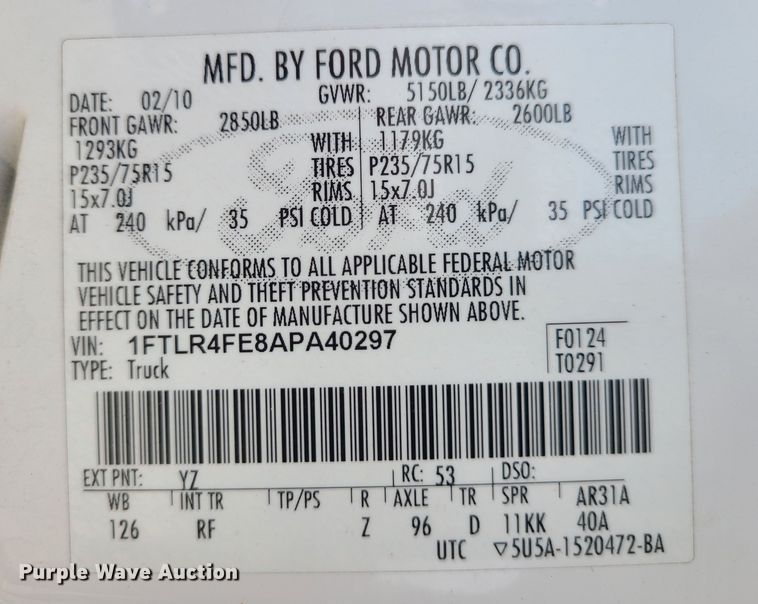 MFD. BY FORD MOTOR CO.
DATE: 02/10 GVWR: 5150LB/ 2336KG
FRONT GAWR: 2850LB REAR GAWR: 2600LB
1293KG WITH 1179KG WITH
P235/75R15 TIRES P235/75R15 TIRES
15x7.0J RIMS 15x7.0J RIMS
AT 240 kPa/ 35 PSI COLD AT 240 kPa/ 35 PSI COLD
Ford
THIS VEHICLE CONFORMS TO ALL APPLICABLE FEDERAL MOTOR
VEHICLE SAFETY AND THEFT PREVENTION STANDARDS IN
EFFECT ON THE DATE OF MANUFACTURE SHOWN ABOVE.
VIN: 1FTLR4FE8APA40297 F0124
TYPE: Truck T0291
EXT PNT: YZ RC: 53 DSO:
WB INT TR TP/PS R AXLE TR SPR AR31A
126 RF Z 96 D 11KK 40A
UTC ▽5U5A-1520472-BA
Purple Wave Auction